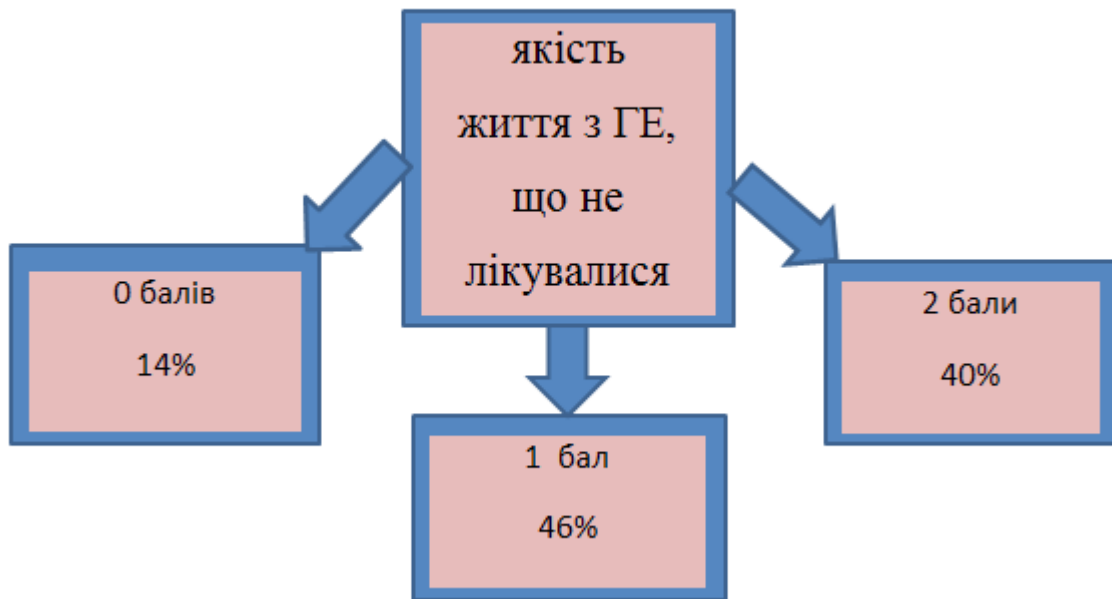 якість
життя з ГЕ,
що не
лікувалися
0 балів
14%
1 бал
46%
2 бали
40%